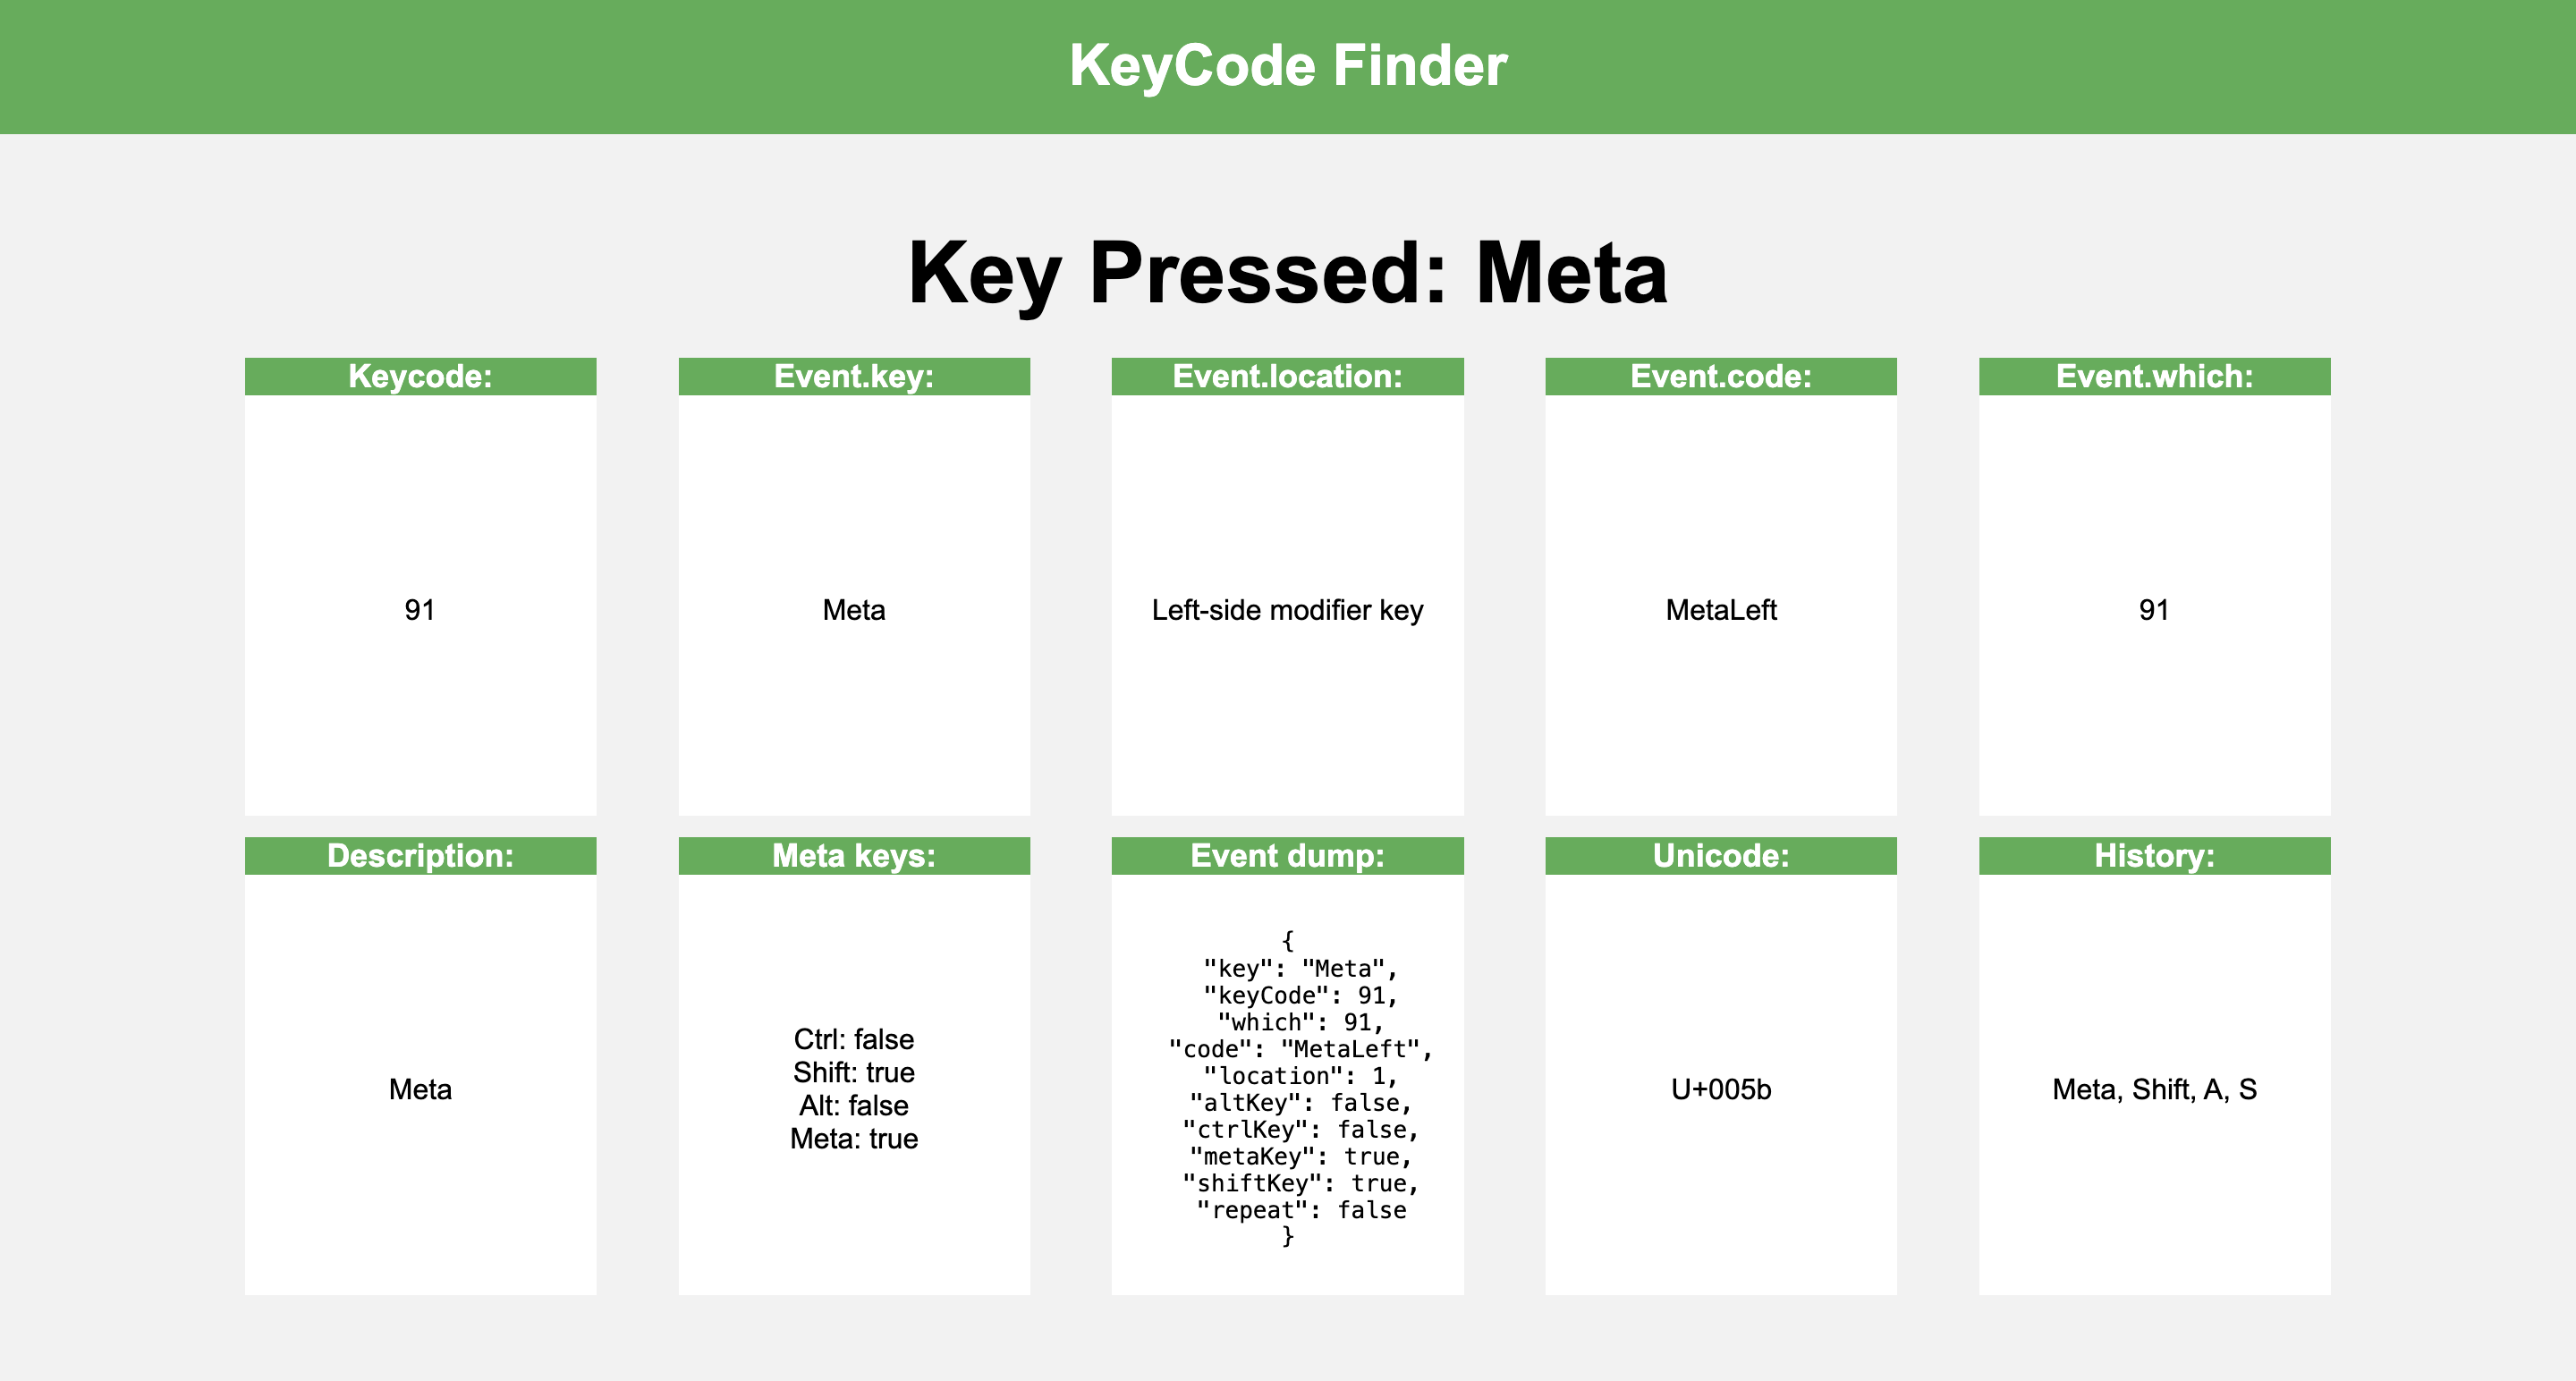 KeyCode Finder
Key Pressed: Meta
Keycode:
91
Event.key:
Meta
Event.location:
Left-side modifier key
Event.code:
MetaLeft
Event.which:
91
Description:
Meta
Meta keys:
Ctrl: false
Shift: true
Alt: false
Meta: true
Event dump:
{
"key": "Meta",
"keyCode": 91,
"which": 91,
"code": "MetaLeft",
"location": 1,
"altKey": false,
"ctrlKey": false,
"metaKey": true,
"shiftKey": true,
"repeat": false
}
Unicode:
U+005b
History:
Meta, Shift, A, S